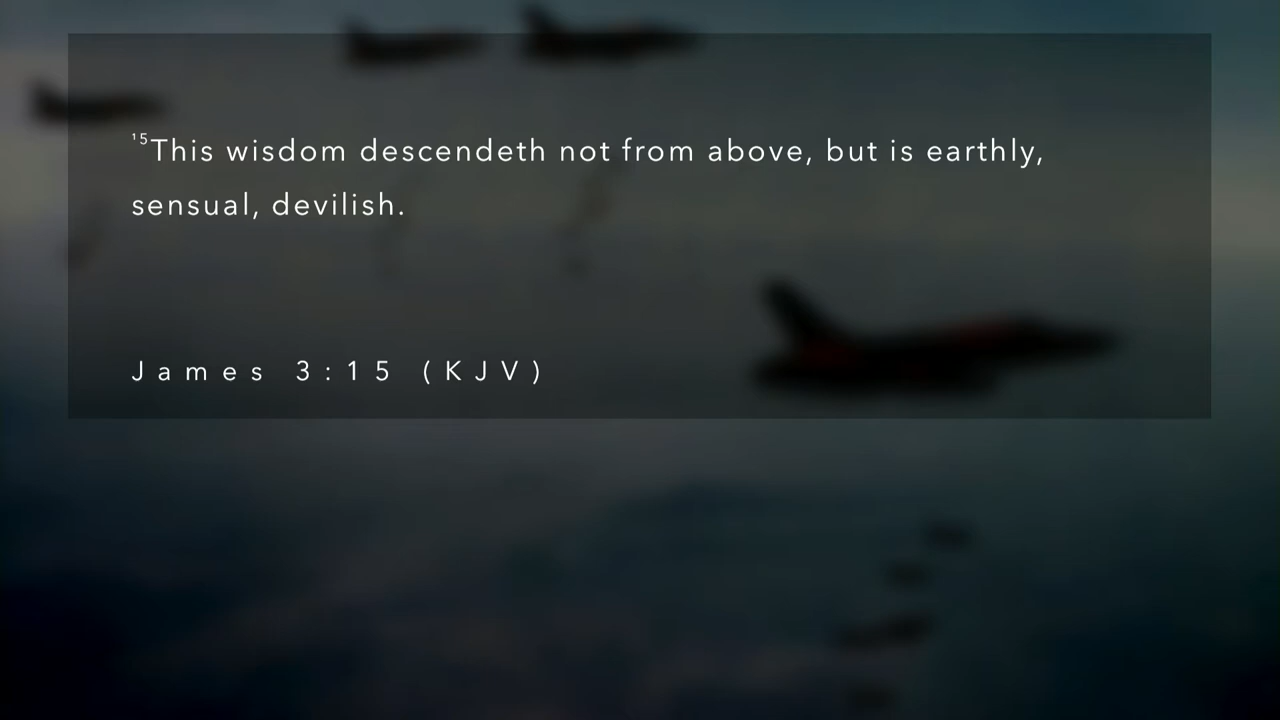 ¹⁵This wisdom descendeth not from above, but is earthly,
sensual, devilish.
James 3:15 (KJV)